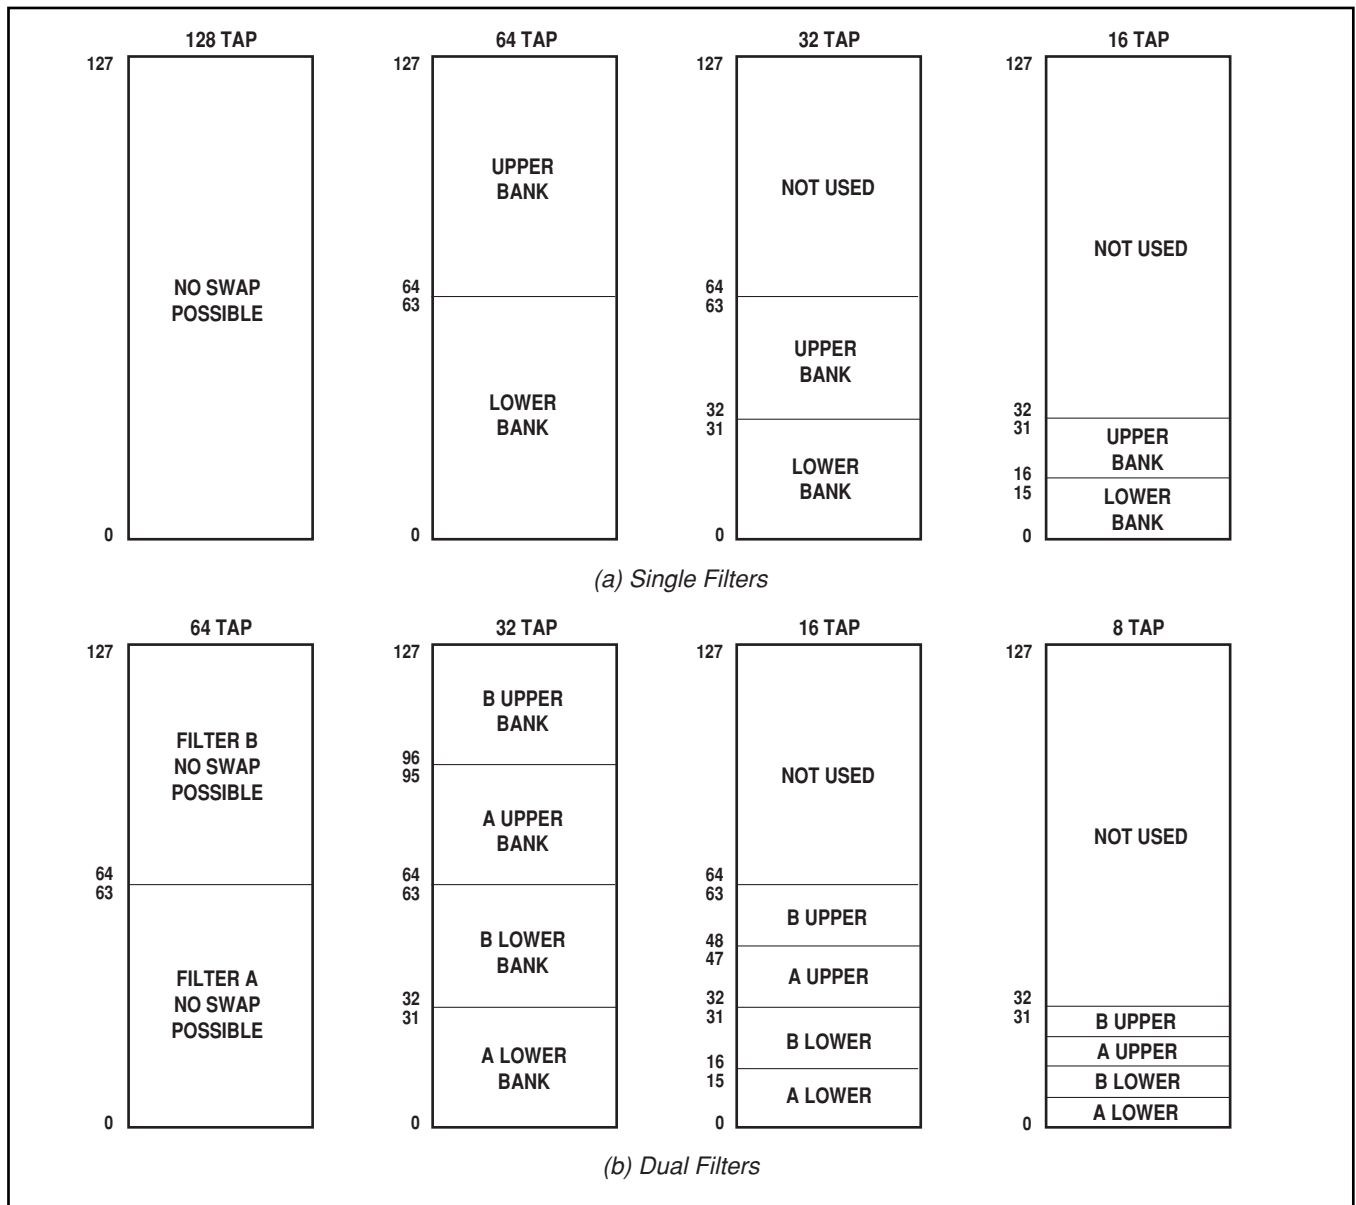 128 TAP
127
NO SWAP
POSSIBLE
0
64 TAP
127
UPPER
BANK
64
63
LOWER
BANK
0
32 TAP
127
NOT USED
64
63
UPPER
BANK
32
31
LOWER
BANK
0
16 TAP
127
NOT USED
32
31
UPPER
BANK
16
15
LOWER
BANK
0
(a) Single Filters
64 TAP
127
FILTER B
NO SWAP
POSSIBLE
64
63
FILTER A
NO SWAP
POSSIBLE
0
32 TAP
127
B UPPER
BANK
96
95
A UPPER
BANK
64
63
B LOWER
BANK
32
31
A LOWER
BANK
0
16 TAP
127
NOT USED
64
63
B UPPER
48
47
A UPPER
32
31
B LOWER
16
15
A LOWER
0
8 TAP
127
NOT USED
32
31
B UPPER
A UPPER
B LOWER
A LOWER
0
(b) Dual Filters